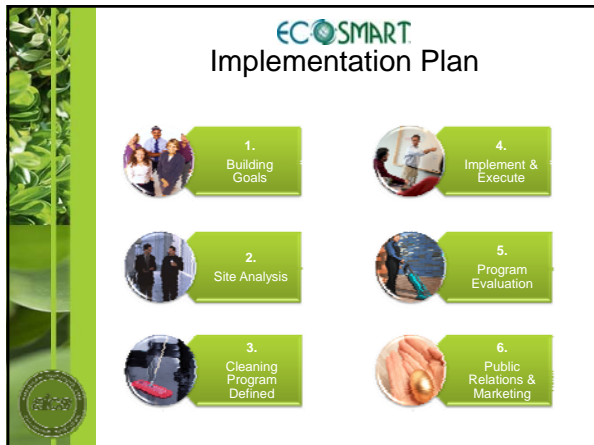 ECOSMART
Implementation Plan
1.
Building
Goals
2.
Site Analysis
3.
Cleaning
Program
Defined
4.
Implement &
Execute
5.
Program
Evaluation
6.
Public
Relations &
Marketing